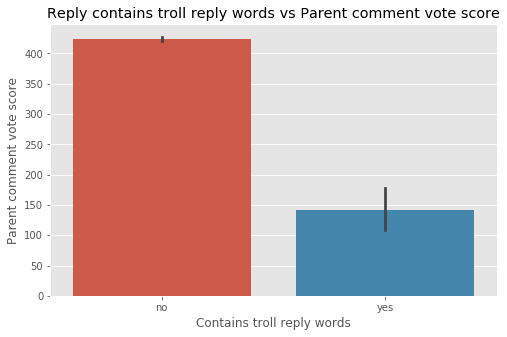 Reply contains troll reply words vs Parent comment vote score
400
350
300
250
200
150
100
50
0
Parent comment vote score
no
yes
Contains troll reply words